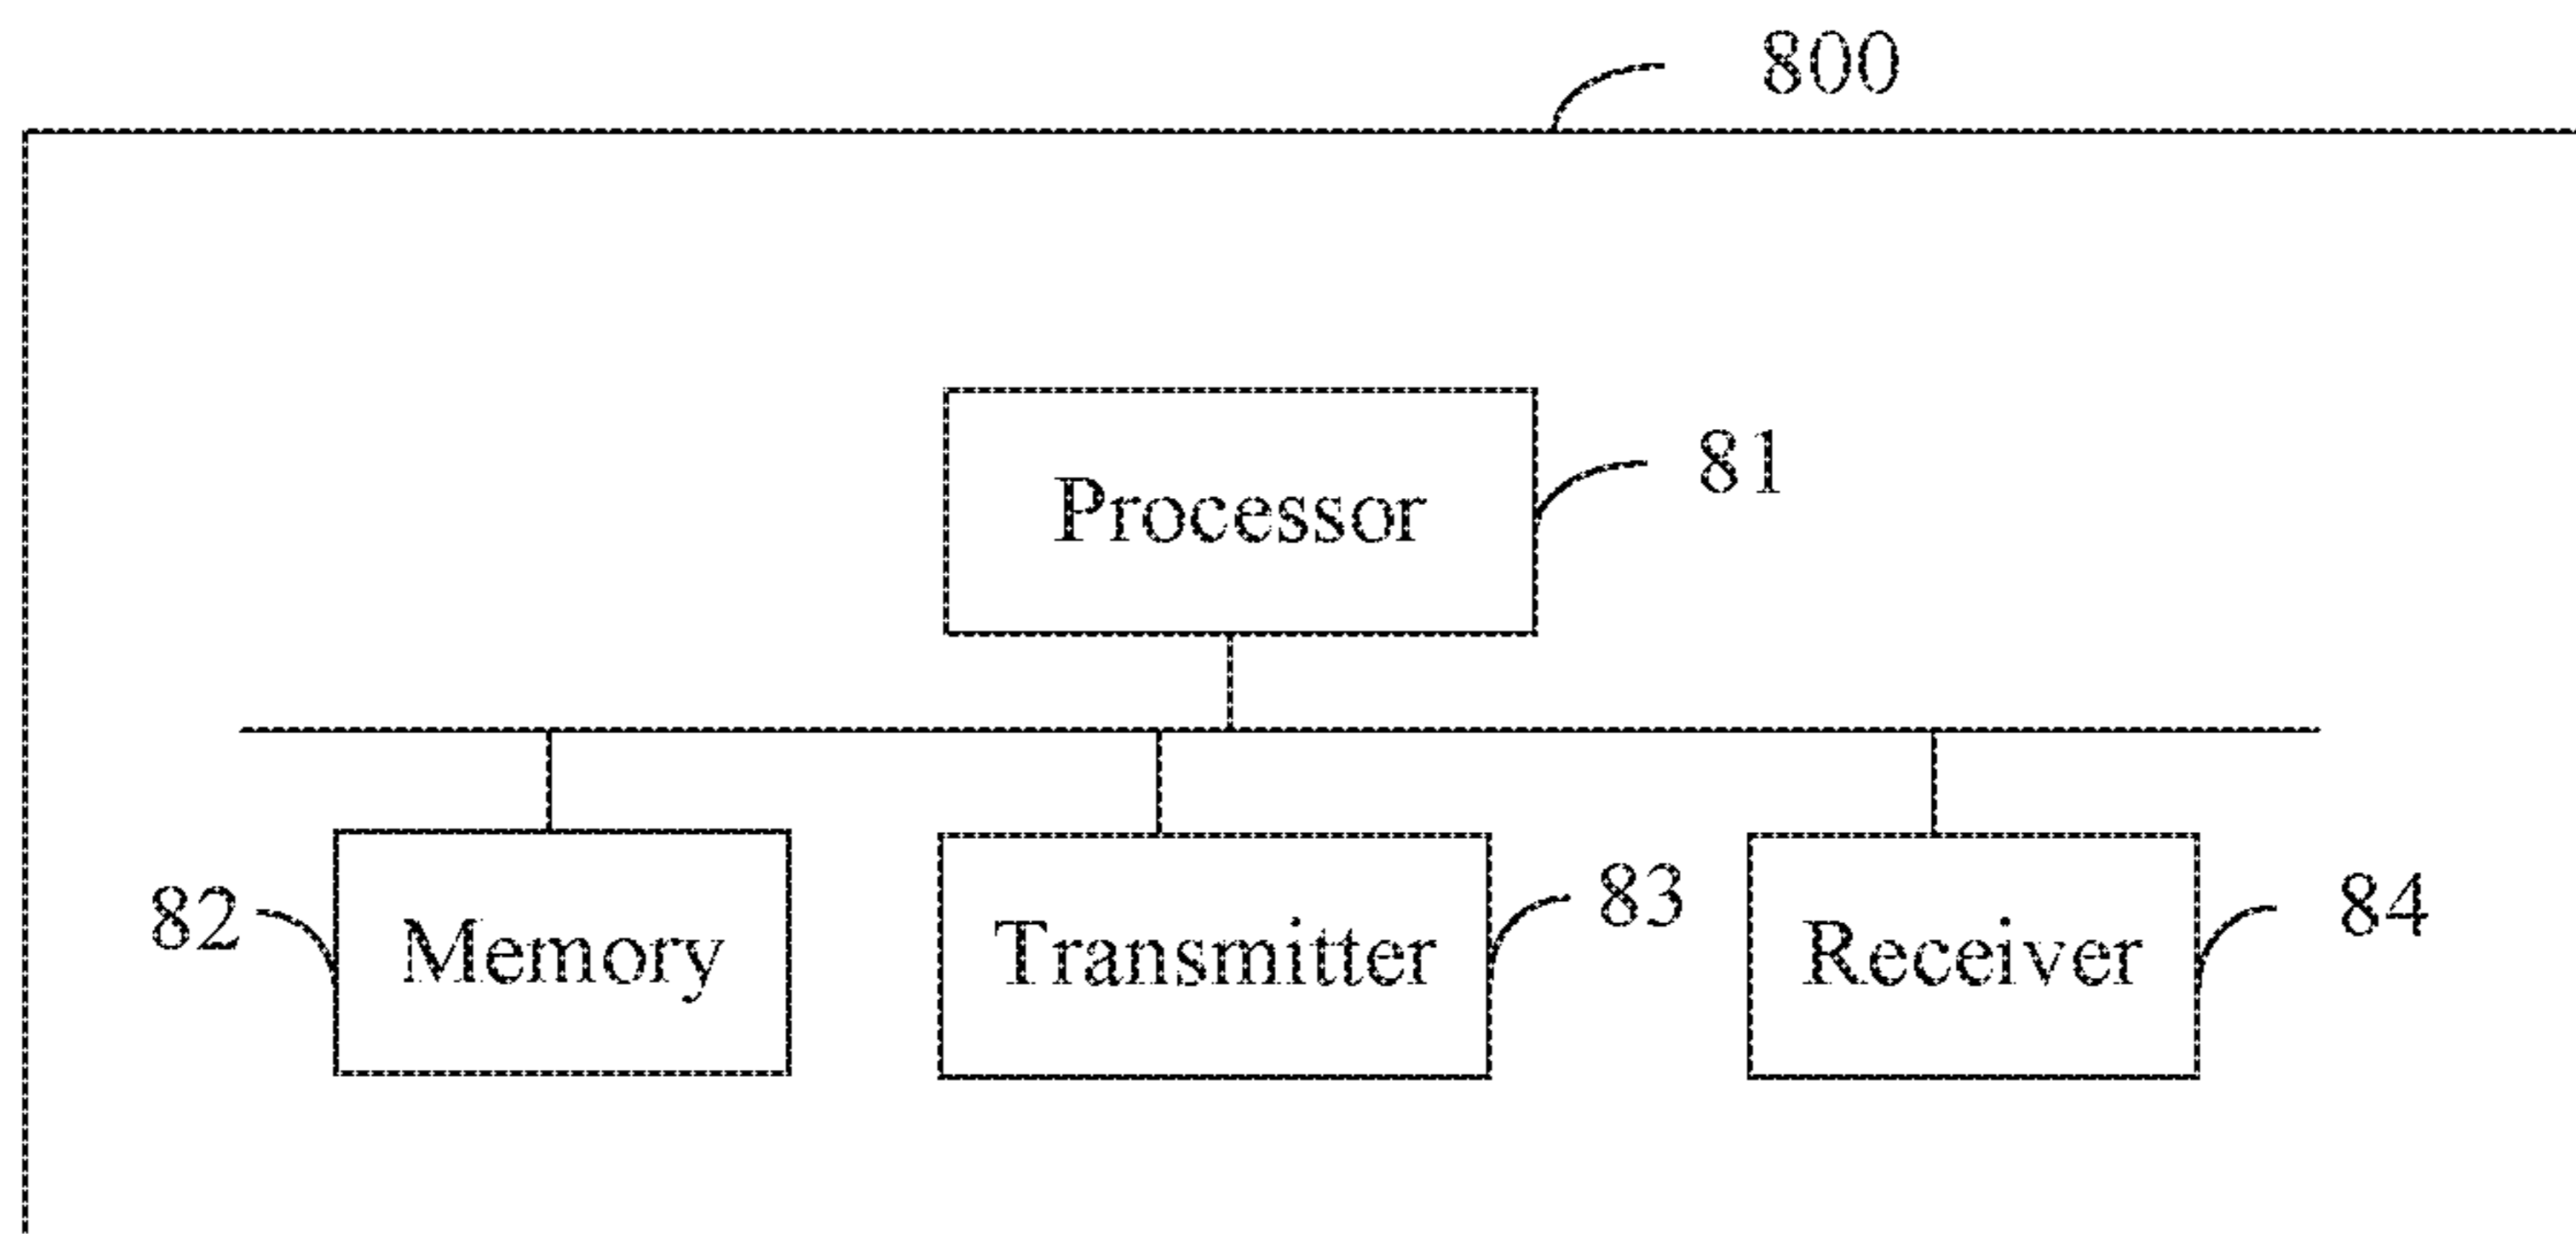 800
Processor
81
82
Memory
Transmitter
83
Receiver
84